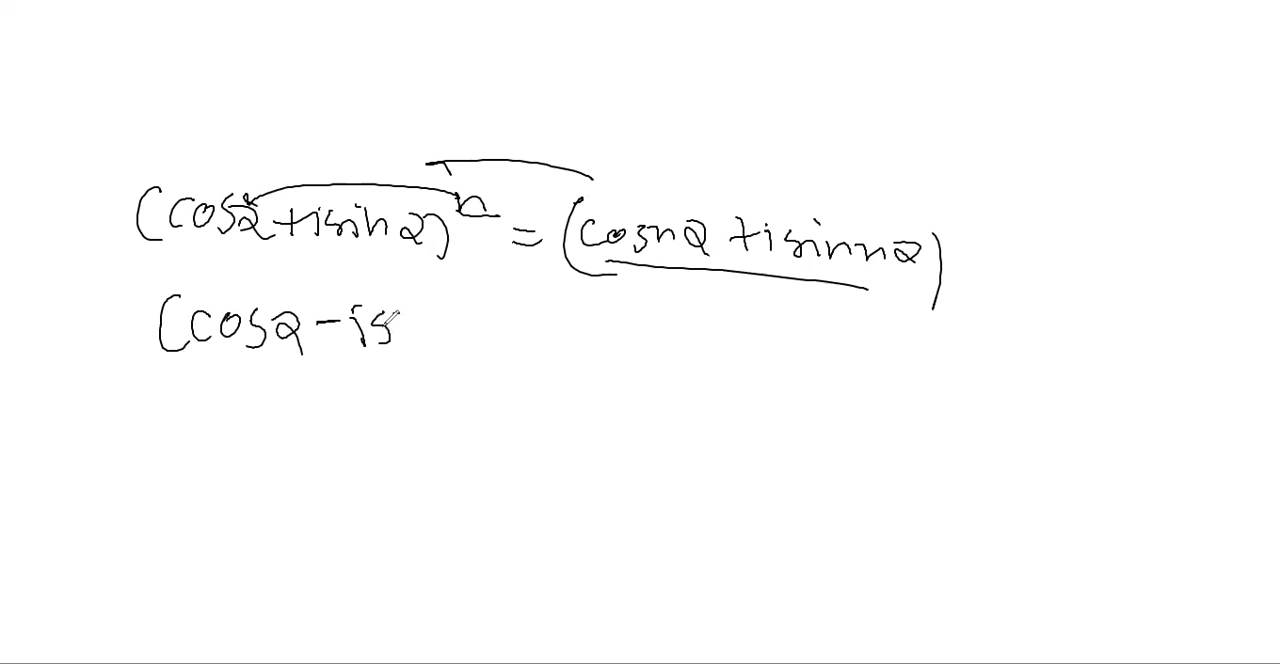 (cosα+isinα)^n = (cosnα+isinnα)
(cosα-is